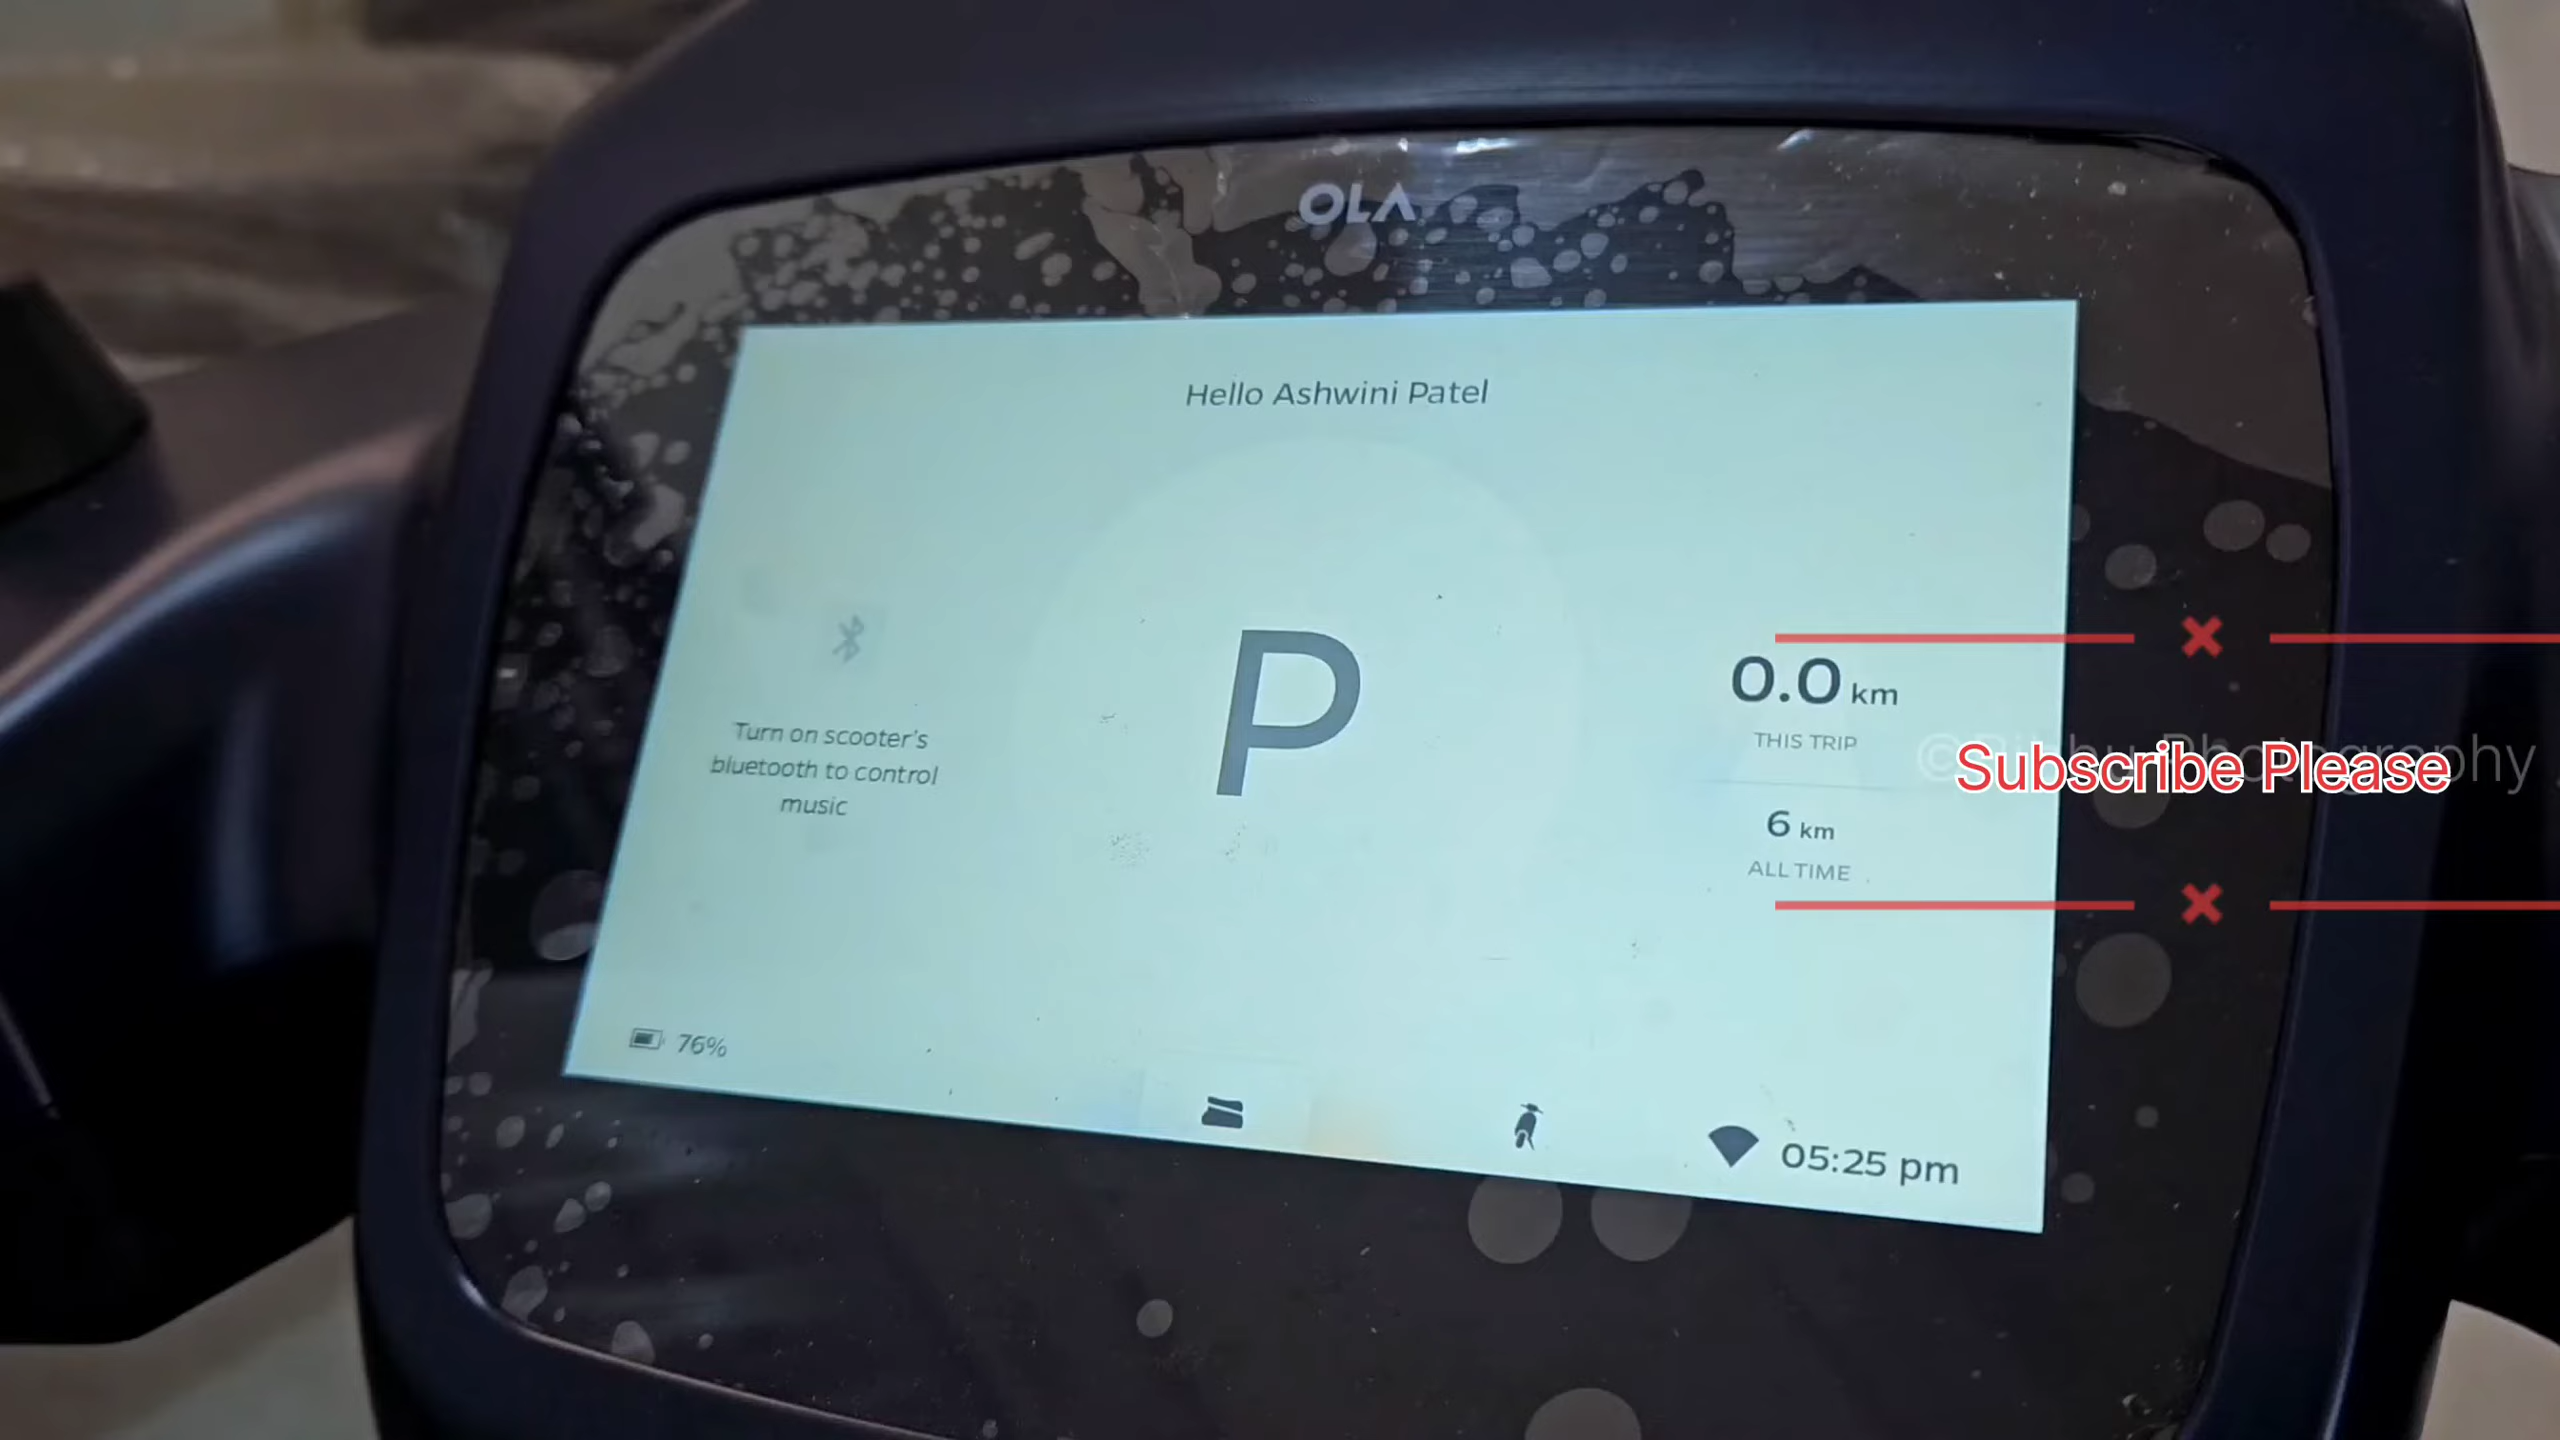 OLA
Hello Ashwini Patel
Turn on scooter's
bluetooth to control
music
P
0.0 km
THIS TRIP
6 km
ALL TIME
Subscribe Please
76%
05:25 pm